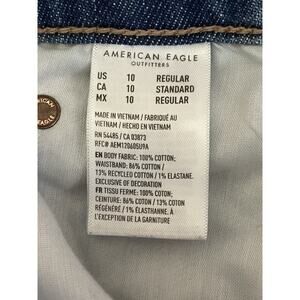 AMERICAN EAGLE
OUTFITTERS
US 10 REGULAR
CA 10 STANDARD
MX 10 REGULAR
MADE IN VIETNAM / FABRIQUÉ AU
VIETNAM / HECHO EN VIETNAM
RN 54485 / CA 03873
RFC# AEM120605U9A
EN BODY FABRIC: 100% COTTON;
WAISTBAND: 86% COTTON /
13% RECYCLED COTTON / 1% ELASTANE.
EXCLUSIVE OF DECORATION
FR TISSU FERME: 100% COTON;
CEINTURE: 86% COTON / 13% COTON
RÉGÉNÉRÉ / 1% ÉLASTHANNE. À
L'EXCEPTION DE LA GARNITURE
EAGLE